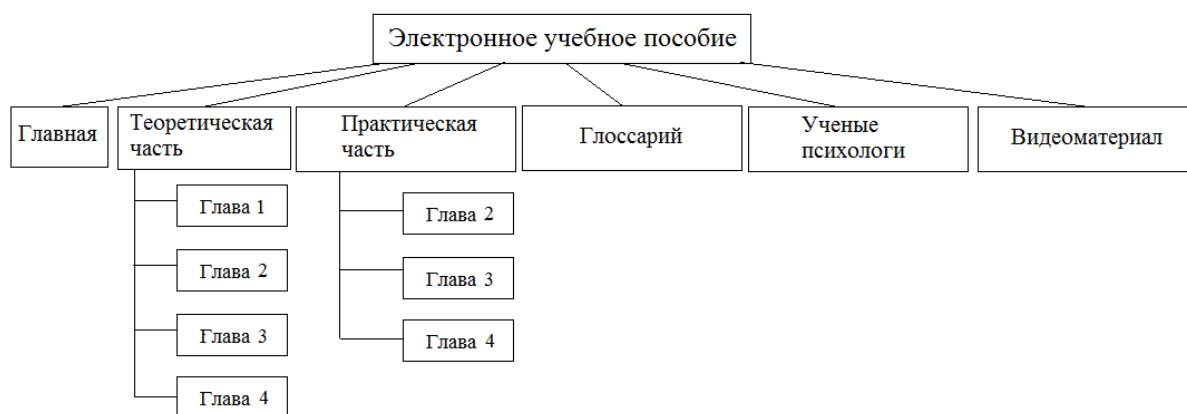 Электронное учебное пособие
Главная
Теоретическая
часть
Практическая
часть
Глоссарий
Ученые
психологи
Видеоматериал
Глава 1
Глава 2
Глава 3
Глава 4
Глава 2
Глава 3
Глава 4